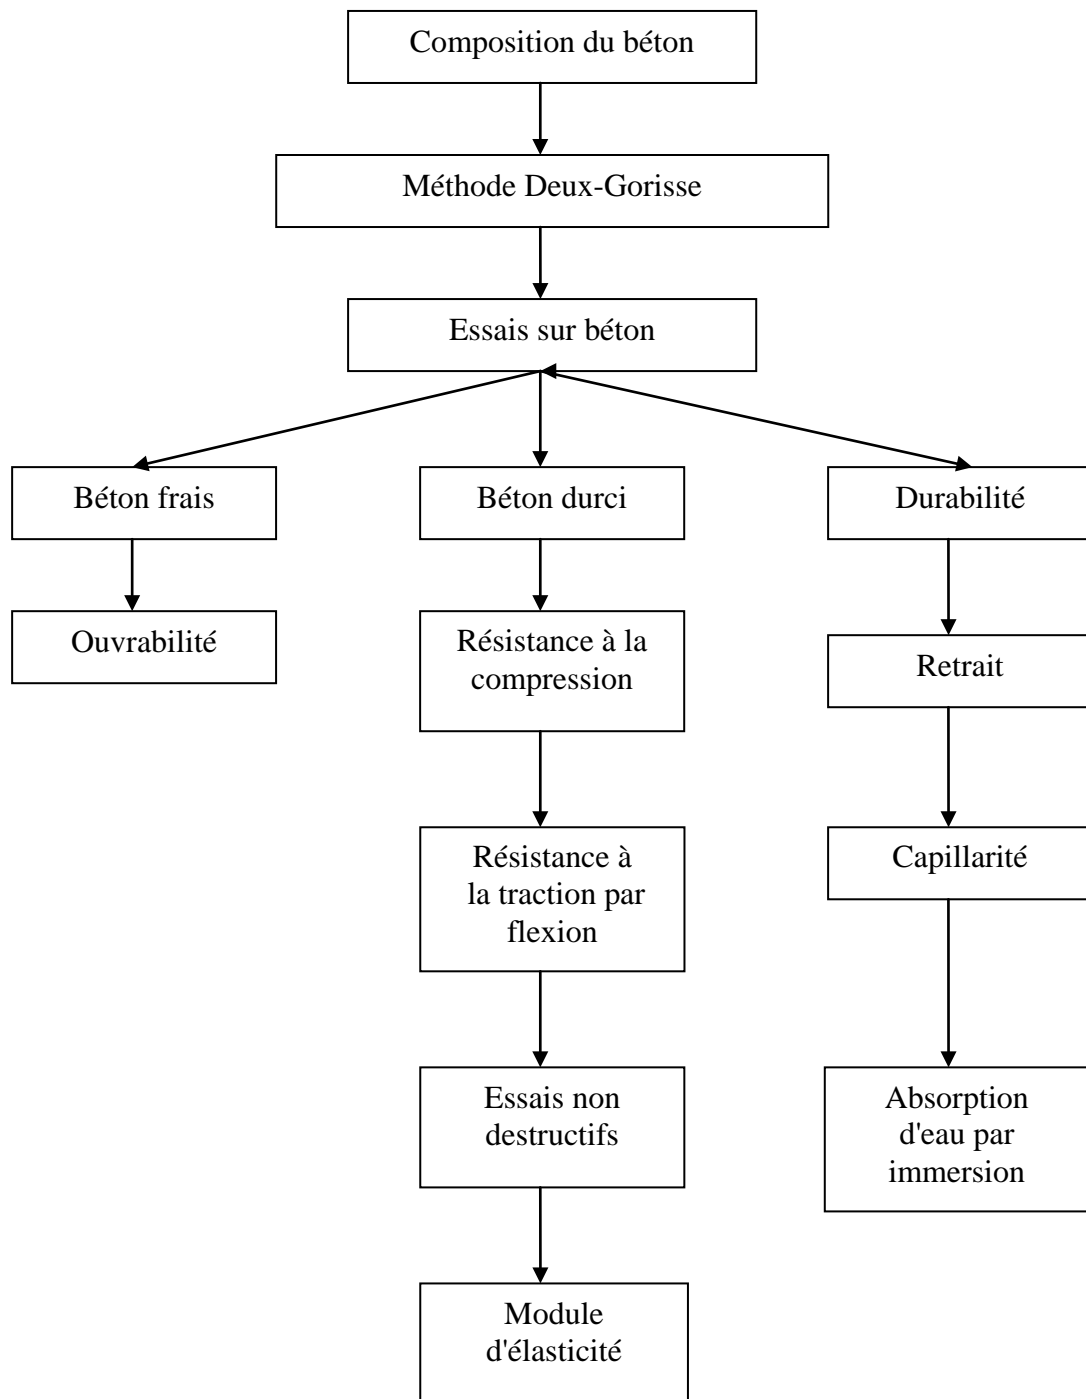 Composition du béton
Méthode Deux-Gorisse
Essais sur béton
Béton frais
Béton durci
Durabilité
Ouvrabilité
Résistance à la
compression
Retrait
Résistance à
la traction par
flexion
Capillarité
Essais non
destructifs
Absorption
d'eau par
immersion
Module
d'élasticité